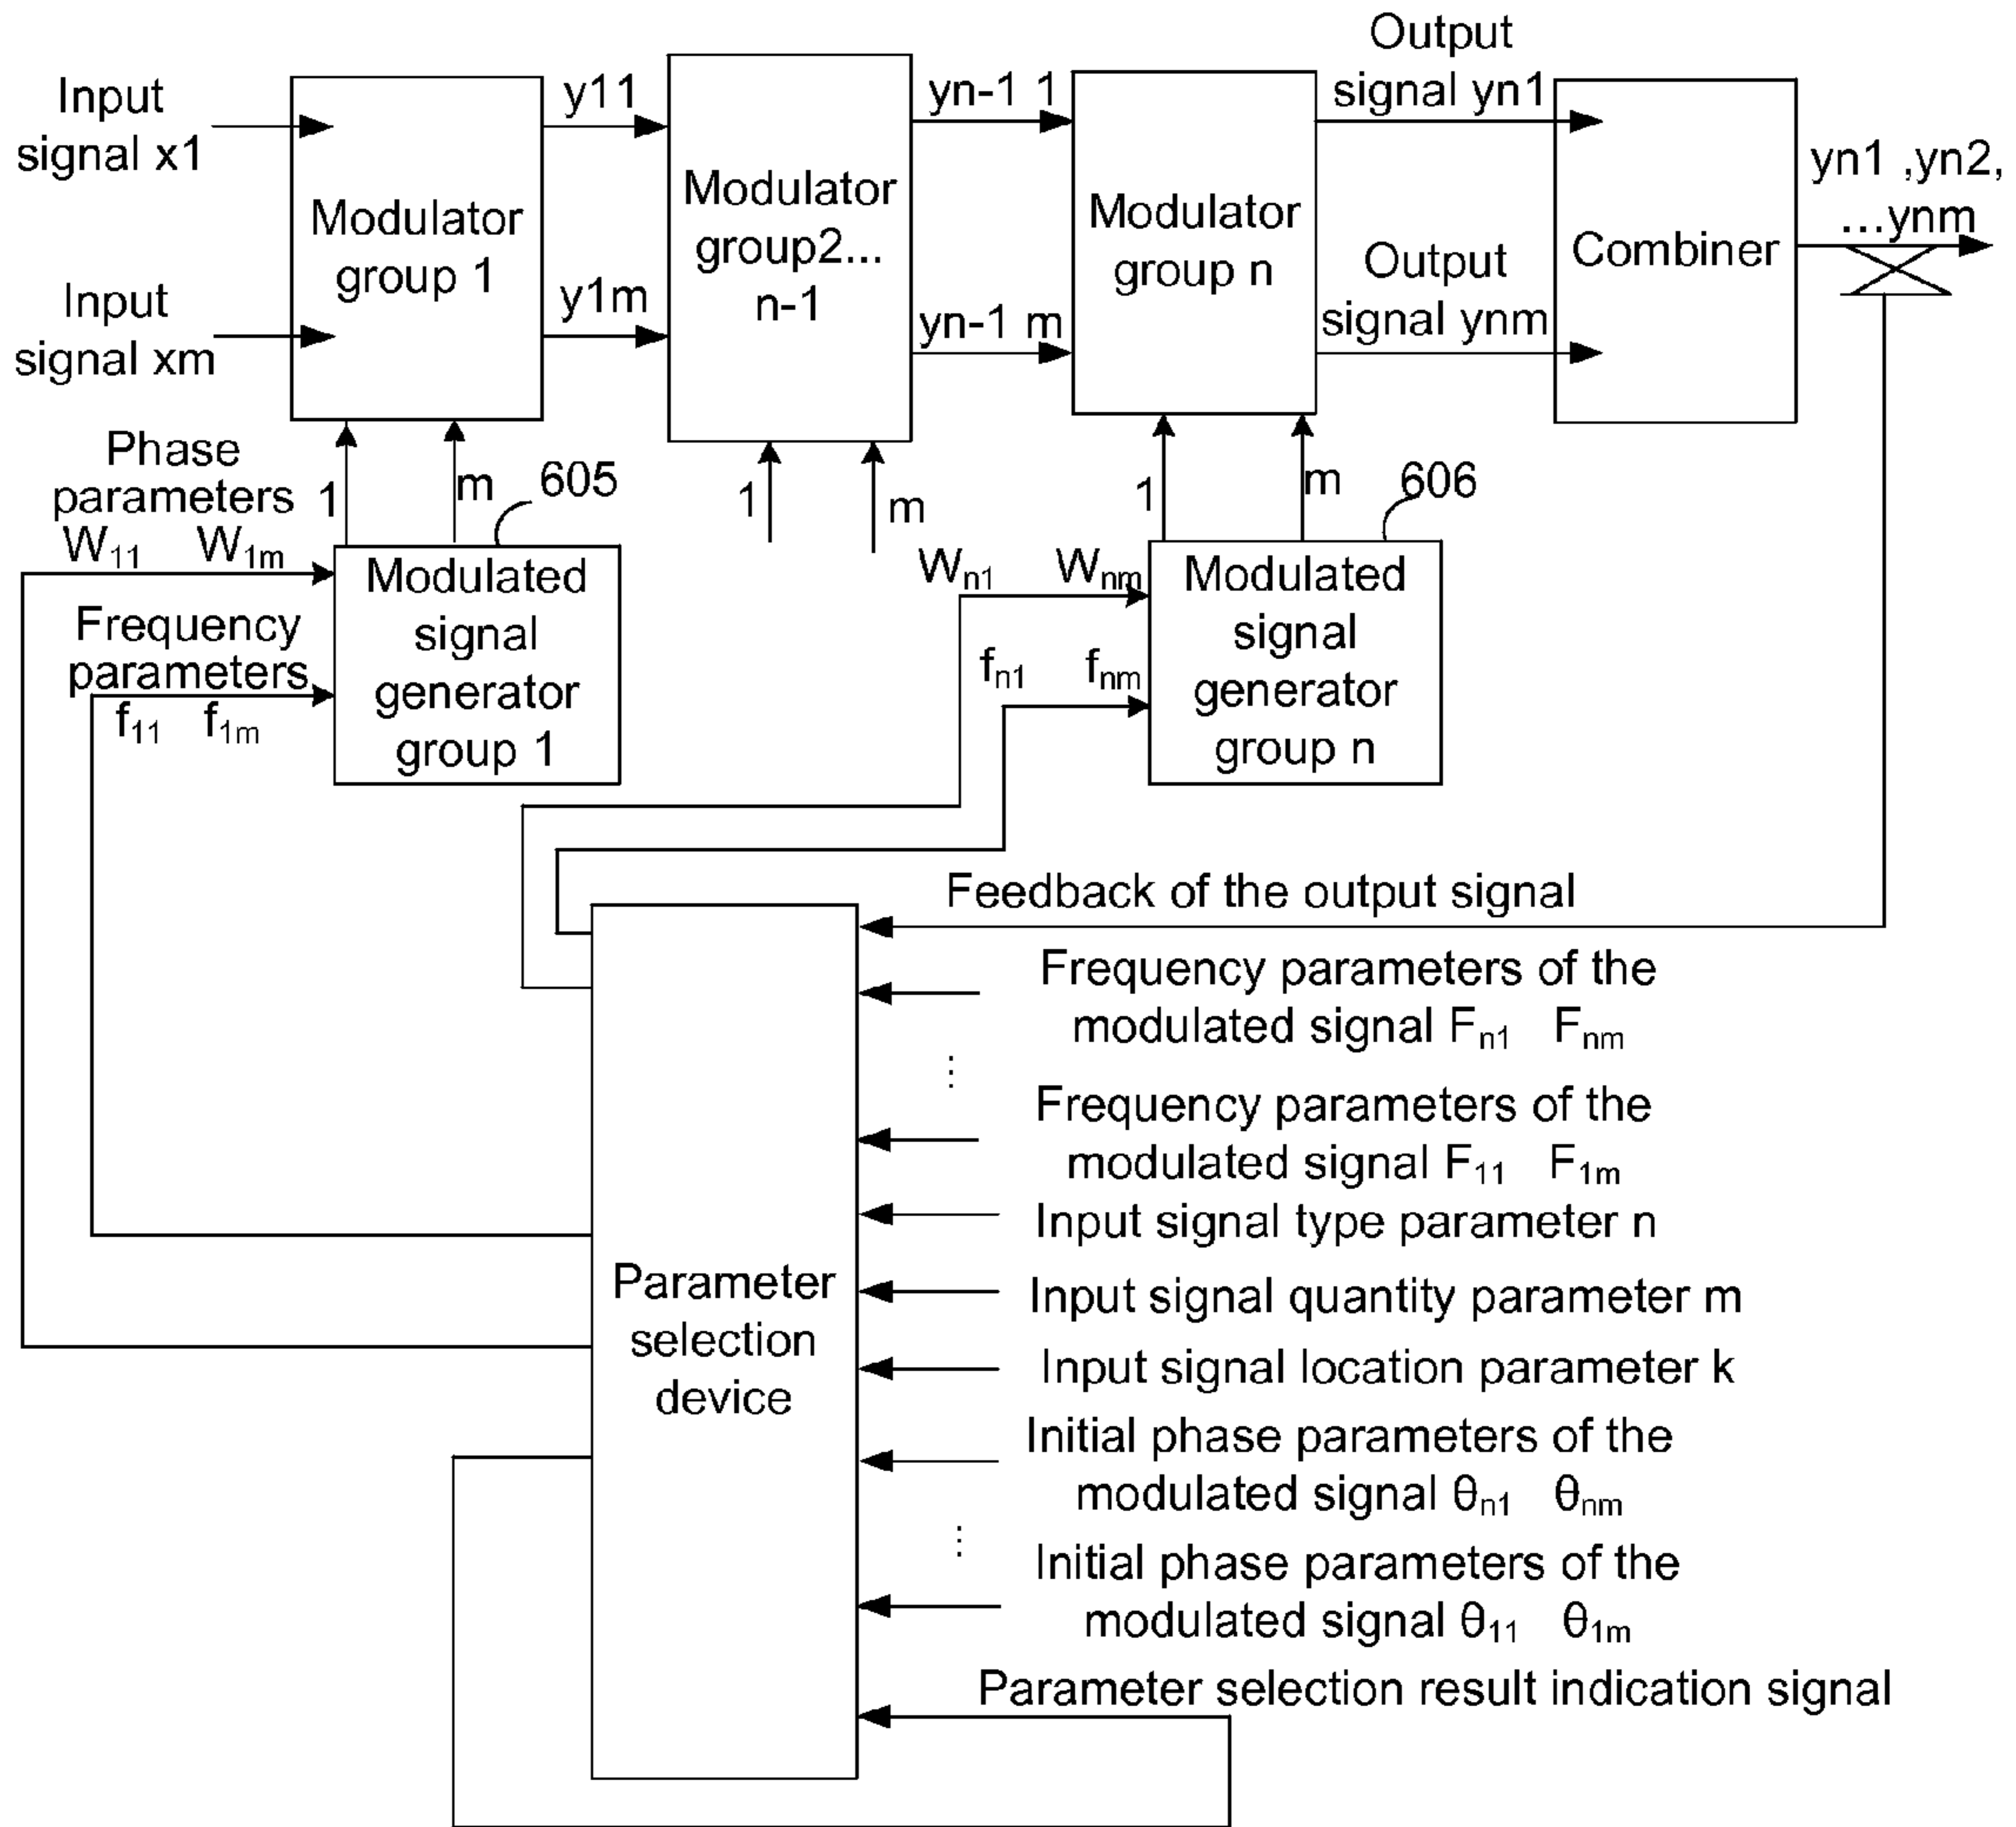 Input
signal x1
Input
signal xm
Modulator
group 1
y11
y1m
Modulator
group2...
n-1
yn-1 1
yn-1 m
Modulator
group n
Output
signal yn1
Output
signal ynm
Combiner
yn1 ,yn2,
...ynm
Phase
parameters
W11 W1m
Frequency
parameters
f11 f1m
1
m
605
Modulated
signal
generator
group 1
1
m
Wn1 Wnm
fn1 fnm
1
m
606
Modulated
signal
generator
group n
Parameter
selection
device
Feedback of the output signal
Frequency parameters of the
modulated signal Fn1 Fnm
⋮
Frequency parameters of the
modulated signal F11 F1m
Input signal type parameter n
Input signal quantity parameter m
Input signal location parameter k
Initial phase parameters of the
modulated signal θn1 θnm
⋮
Initial phase parameters of the
modulated signal θ11 θ1m
Parameter selection result indication signal